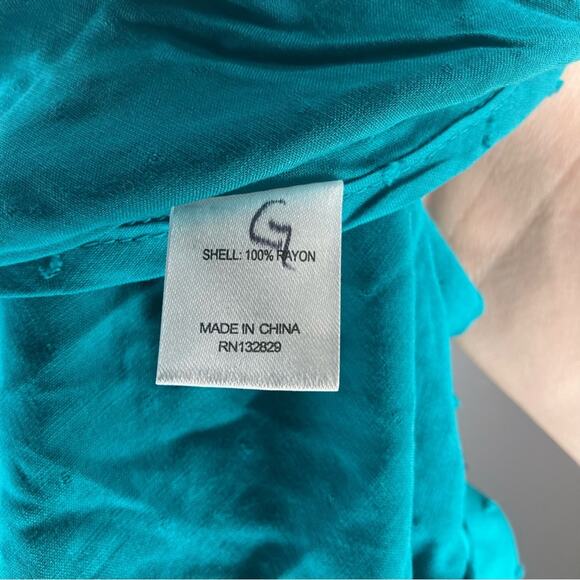 G
SHELL: 100% RAYON
MADE IN CHINA
RN132829